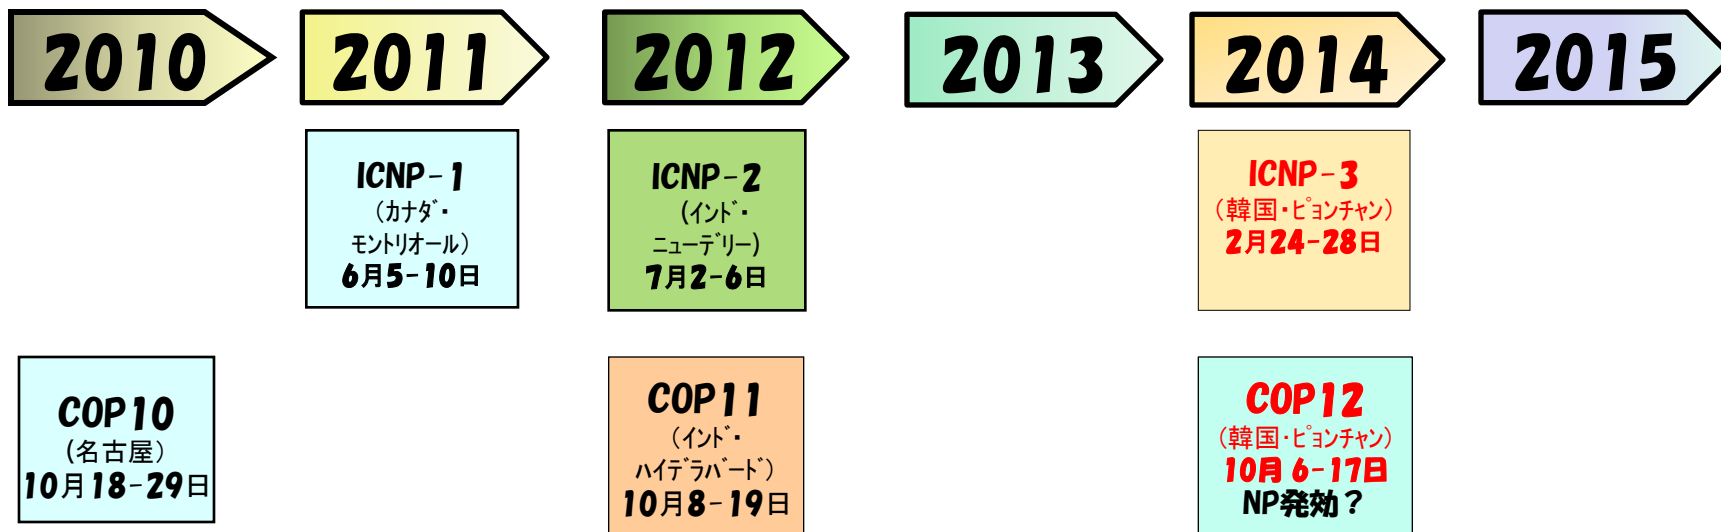 2010
2011
2012
2013
2014
2015
ICNP-1
（カナダ・
モントリオール）
6月5-10日
ICNP-2
（インド・
ニューデリー）
7月2-6日
ICNP-3
（韓国・ピョンチャン）
2月24-28日
COP10
（名古屋）
10月18-29日
COP11
（インド・
ハイデラバード）
10月8-19日
COP12
（韓国・ピョンチャン）
10月 6-17日
NP発効？